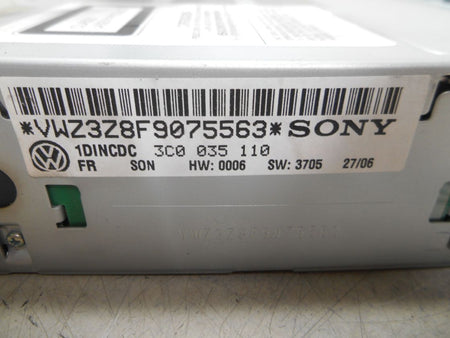 *VWZ3Z8F9075563* SONY
1DINCDC 3C0 035 110
FR SON HW: 0006 SW: 3705 27/06